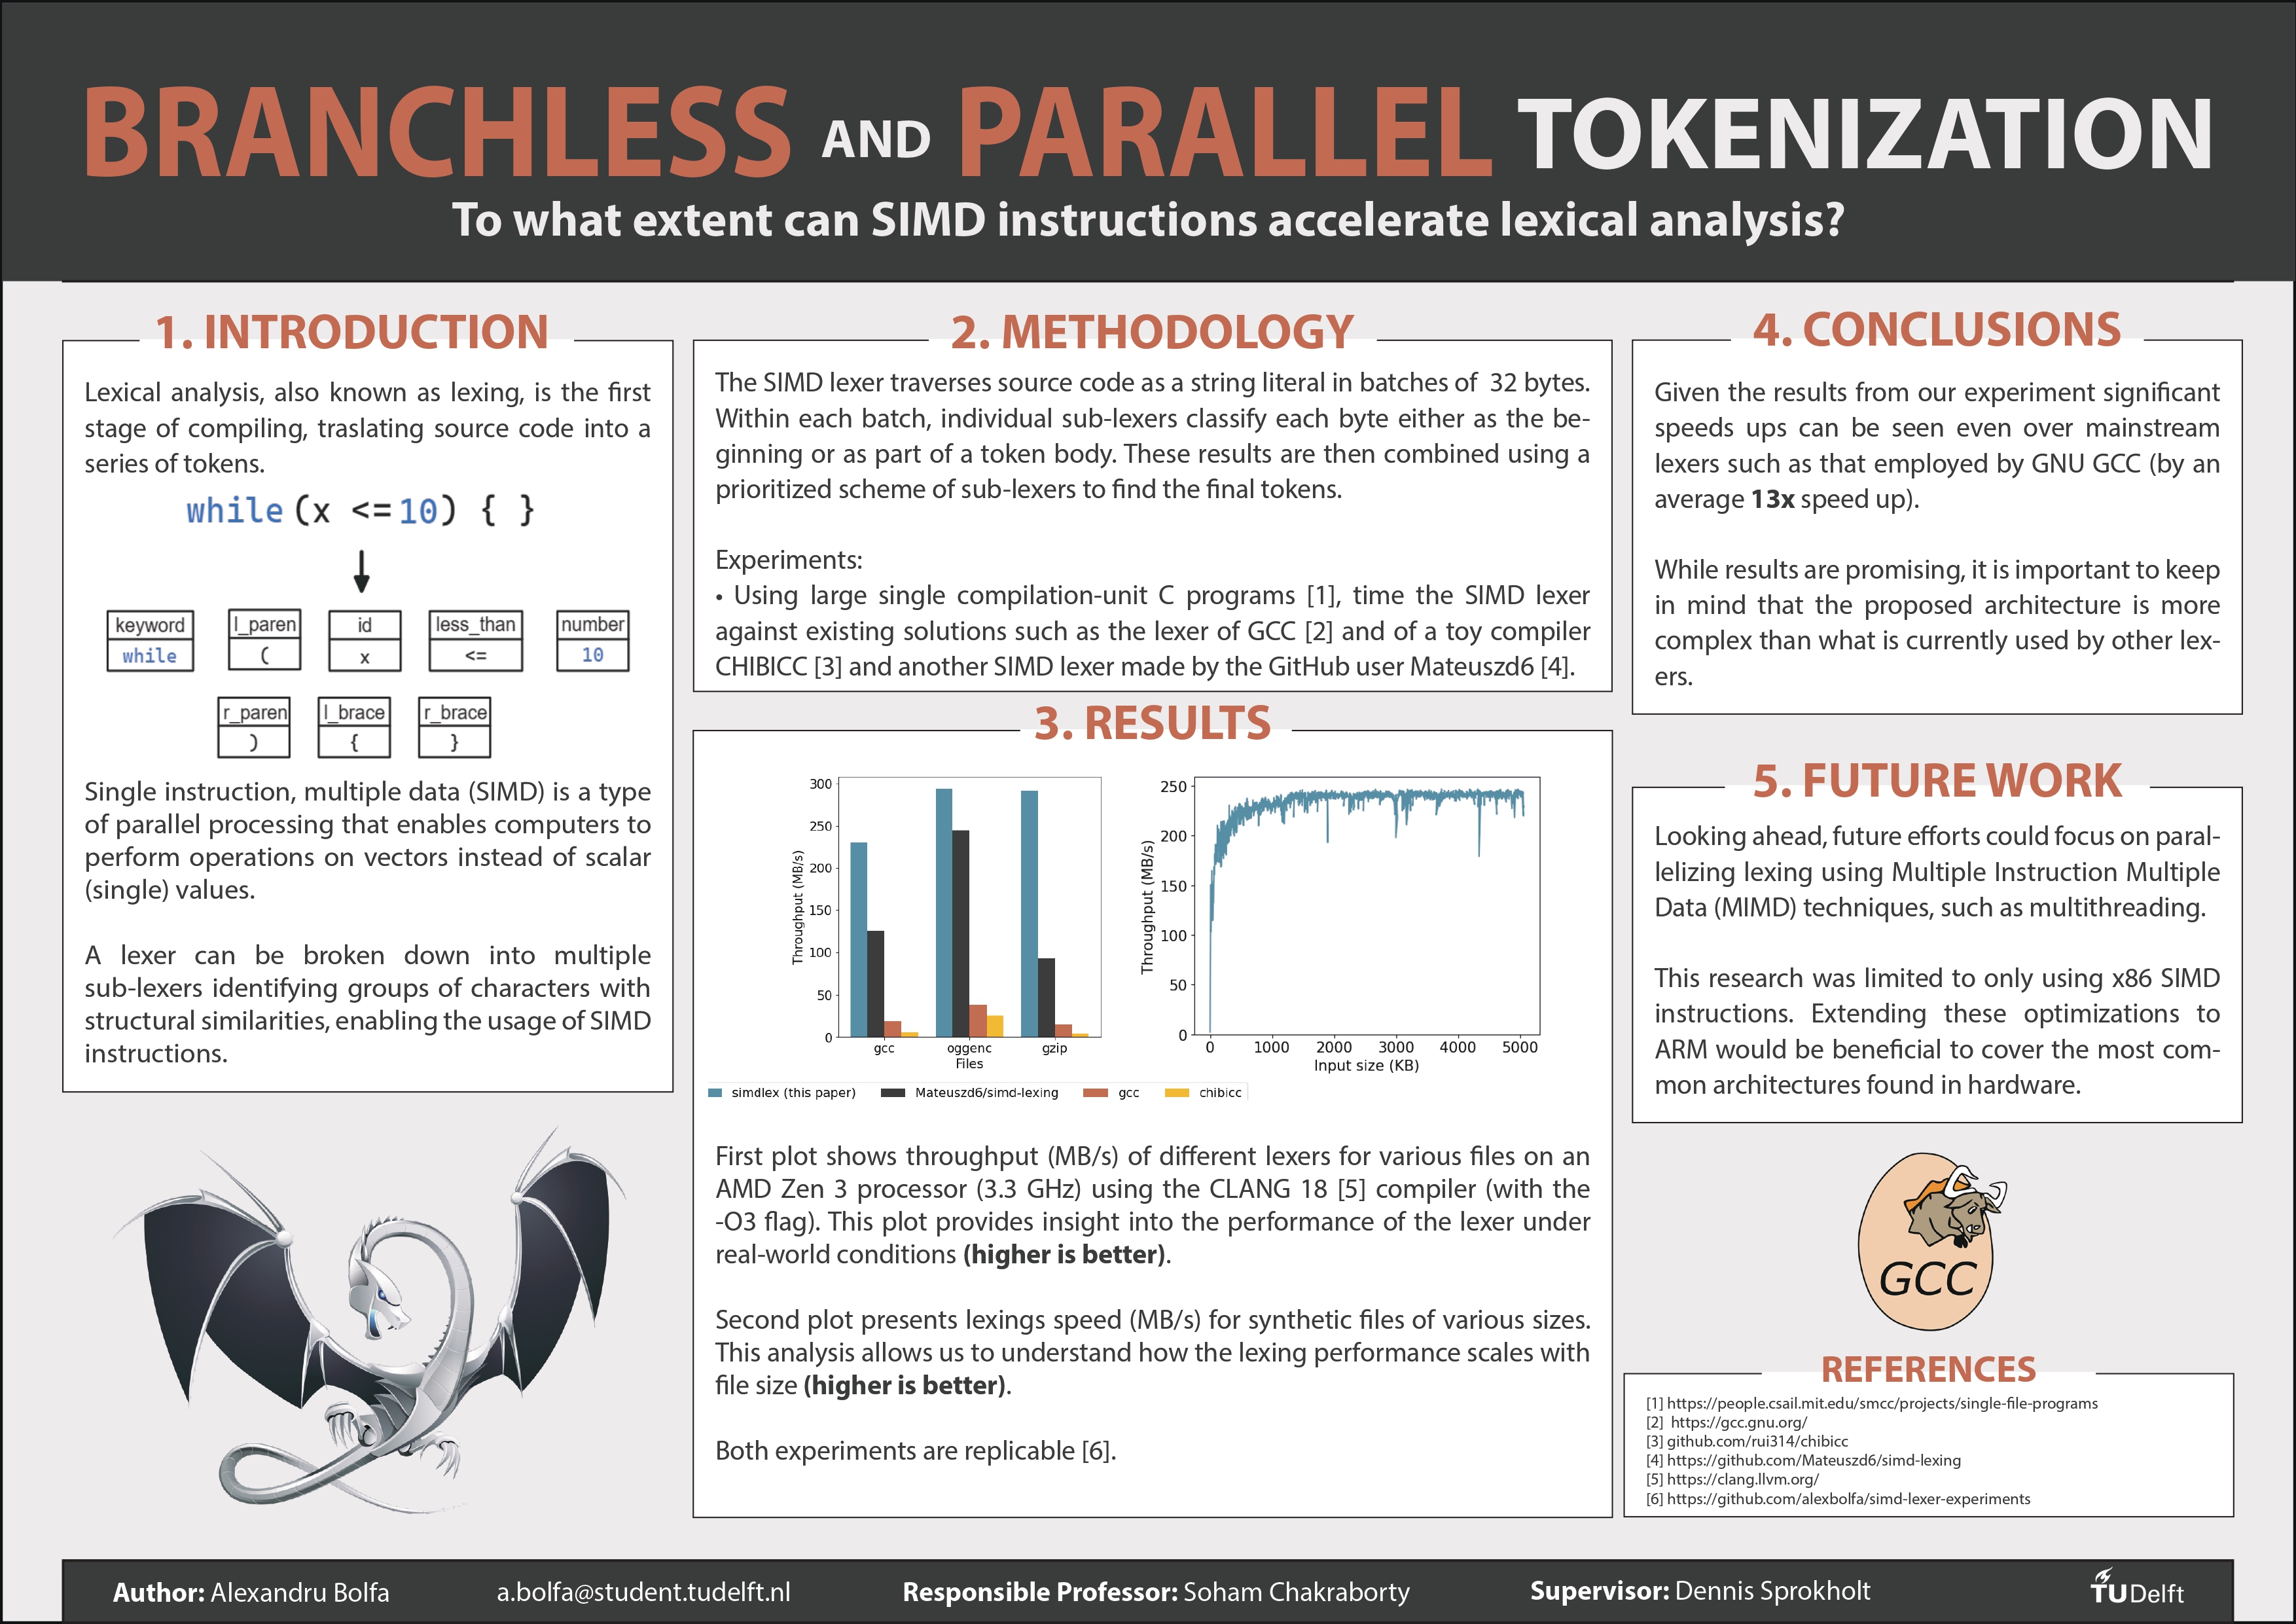 BRANCHLESS AND PARALLEL TOKENIZATION
To what extent can SIMD instructions accelerate lexical analysis?
1. INTRODUCTION
Lexical analysis, also known as lexing, is the first
stage of compiling, traslating source code into a
series of tokens.
while (x <= 10) { }
keyword l_paren id less_than number
while ( x <= 10
r_paren l_brace r_brace
) { }
Single instruction, multiple data (SIMD) is a type
of parallel processing that enables computers to
perform operations on vectors instead of scalar
(single) values.
A lexer can be broken down into multiple
sub-lexers identifying groups of characters with
structural similarities, enabling the usage of SIMD
instructions.
2. METHODOLOGY
The SIMD lexer traverses source code as a string literal in batches of 32 bytes.
Within each batch, individual sub-lexers classify each byte either as the be-
ginning or as part of a token body. These results are then combined using a
prioritized scheme of sub-lexers to find the final tokens.
Experiments:
• Using large single compilation-unit C programs [1], time the SIMD lexer
against existing solutions such as the lexer of GCC [2] and of a toy compiler
CHIBICC [3] and another SIMD lexer made by the GitHub user Mateuszd6 [4].
3. RESULTS
300
250
200
150
100
50
0
Throughput (MB/s)
gcc oggenc gzip
Files
250
200
150
100
50
0
Throughput (MB/s)
0 1000 2000 3000 4000 5000
Input size (KB)
simdlex (this paper) Mateuszd6/simd-lexing gcc chibicc
First plot shows throughput (MB/s) of different lexers for various files on an
AMD Zen 3 processor (3.3 GHz) using the CLANG 18 [5] compiler (with the
-O3 flag). This plot provides insight into the performance of the lexer under
real-world conditions (higher is better).
Second plot presents lexings speed (MB/s) for synthetic files of various sizes.
This analysis allows us to understand how the lexing performance scales with
file size (higher is better).
Both experiments are replicable [6].
4. CONCLUSIONS
Given the results from our experiment significant
speeds ups can be seen even over mainstream
lexers such as that employed by GNU GCC (by an
average 13x speed up).
While results are promising, it is important to keep
in mind that the proposed architecture is more
complex than what is currently used by other lex-
ers.
5. FUTURE WORK
Looking ahead, future efforts could focus on paral-
lelizing lexing using Multiple Instruction Multiple
Data (MIMD) techniques, such as multithreading.
This research was limited to only using x86 SIMD
instructions. Extending these optimizations to
ARM would be beneficial to cover the most com-
mon architectures found in hardware.
GCC
REFERENCES
[1] https://people.csail.mit.edu/smcc/projects/single-file-programs
[2] https://gcc.gnu.org/
[3] github.com/rui314/chibicc
[4] https://github.com/Mateuszd6/simd-lexing
[5] https://clang.llvm.org/
[6] https://github.com/alexbolfa/simd-lexer-experiments
Author: Alexandru Bolfa a.bolfa@student.tudelft.nl Responsible Professor: Soham Chakraborty Supervisor: Dennis Sprokholt TU Delft